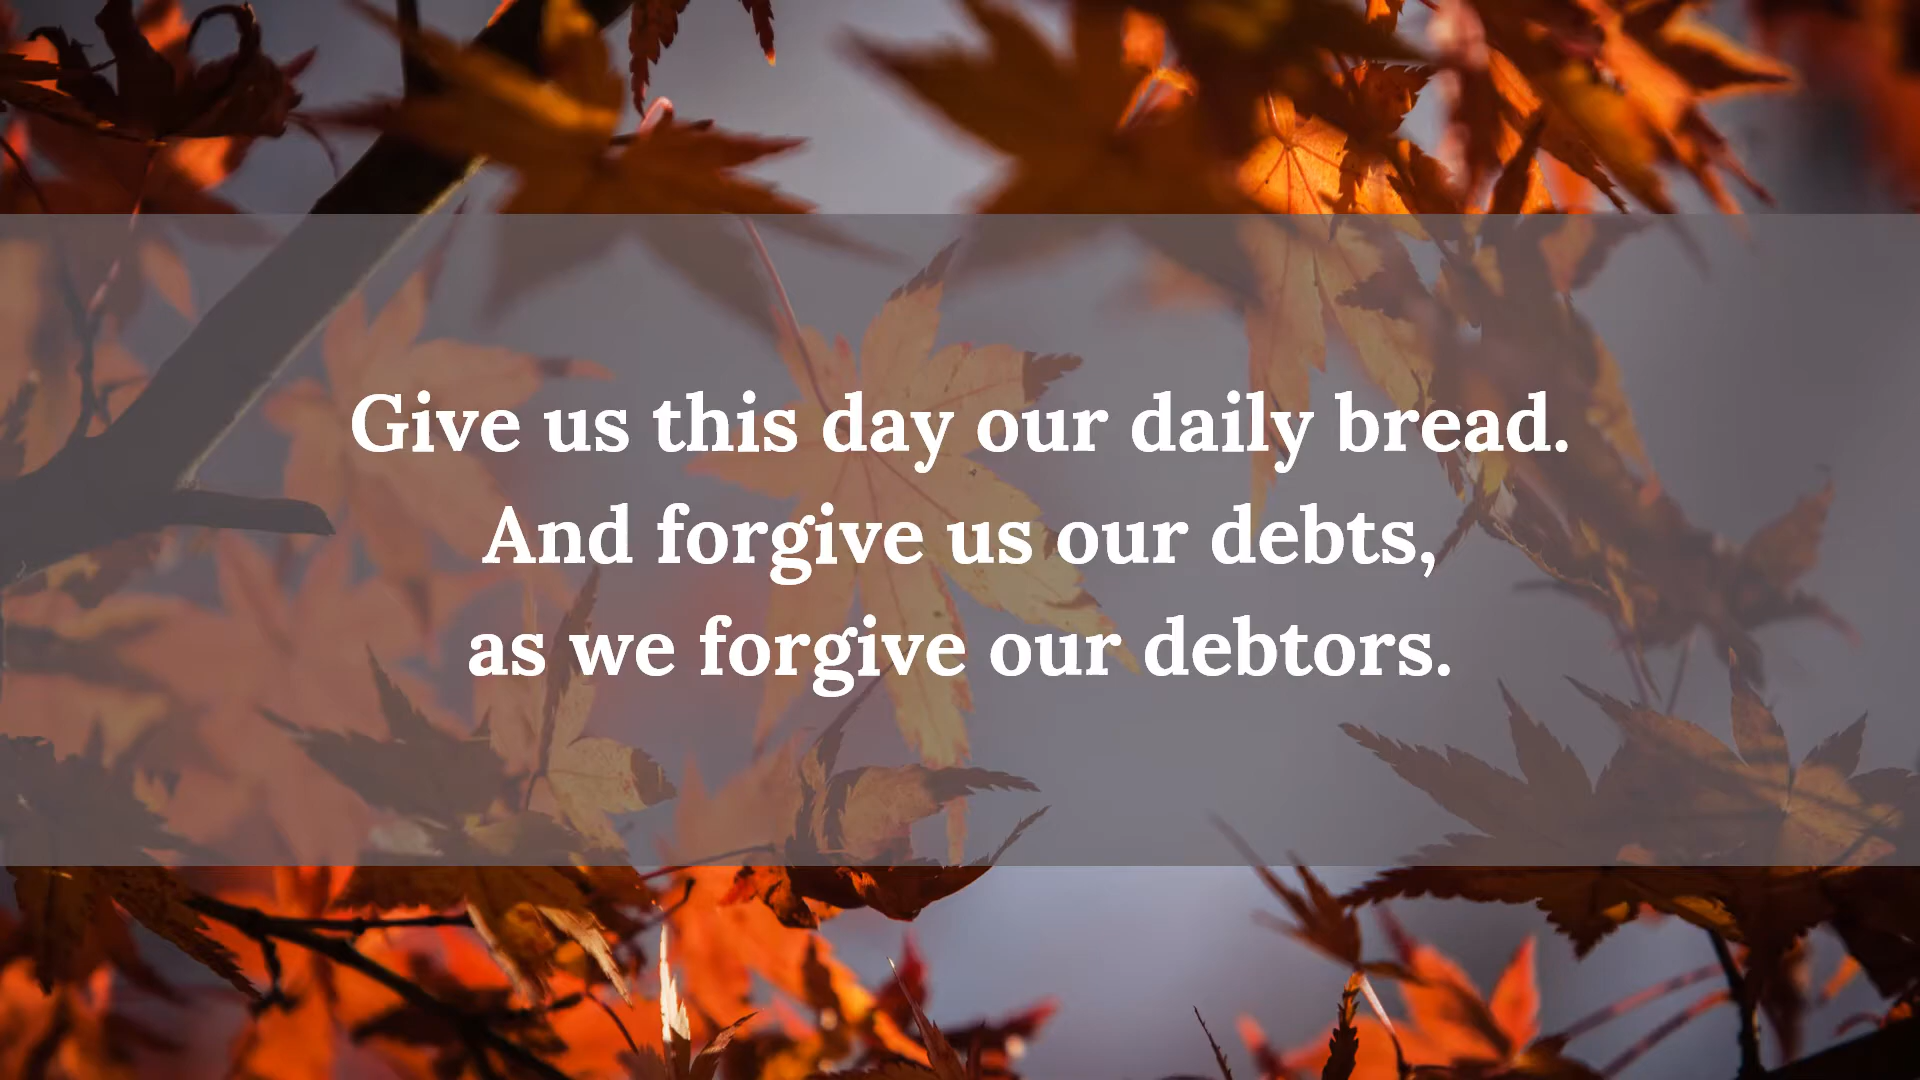 Give us this day our daily bread.
And forgive us our debts,
as we forgive our debtors.